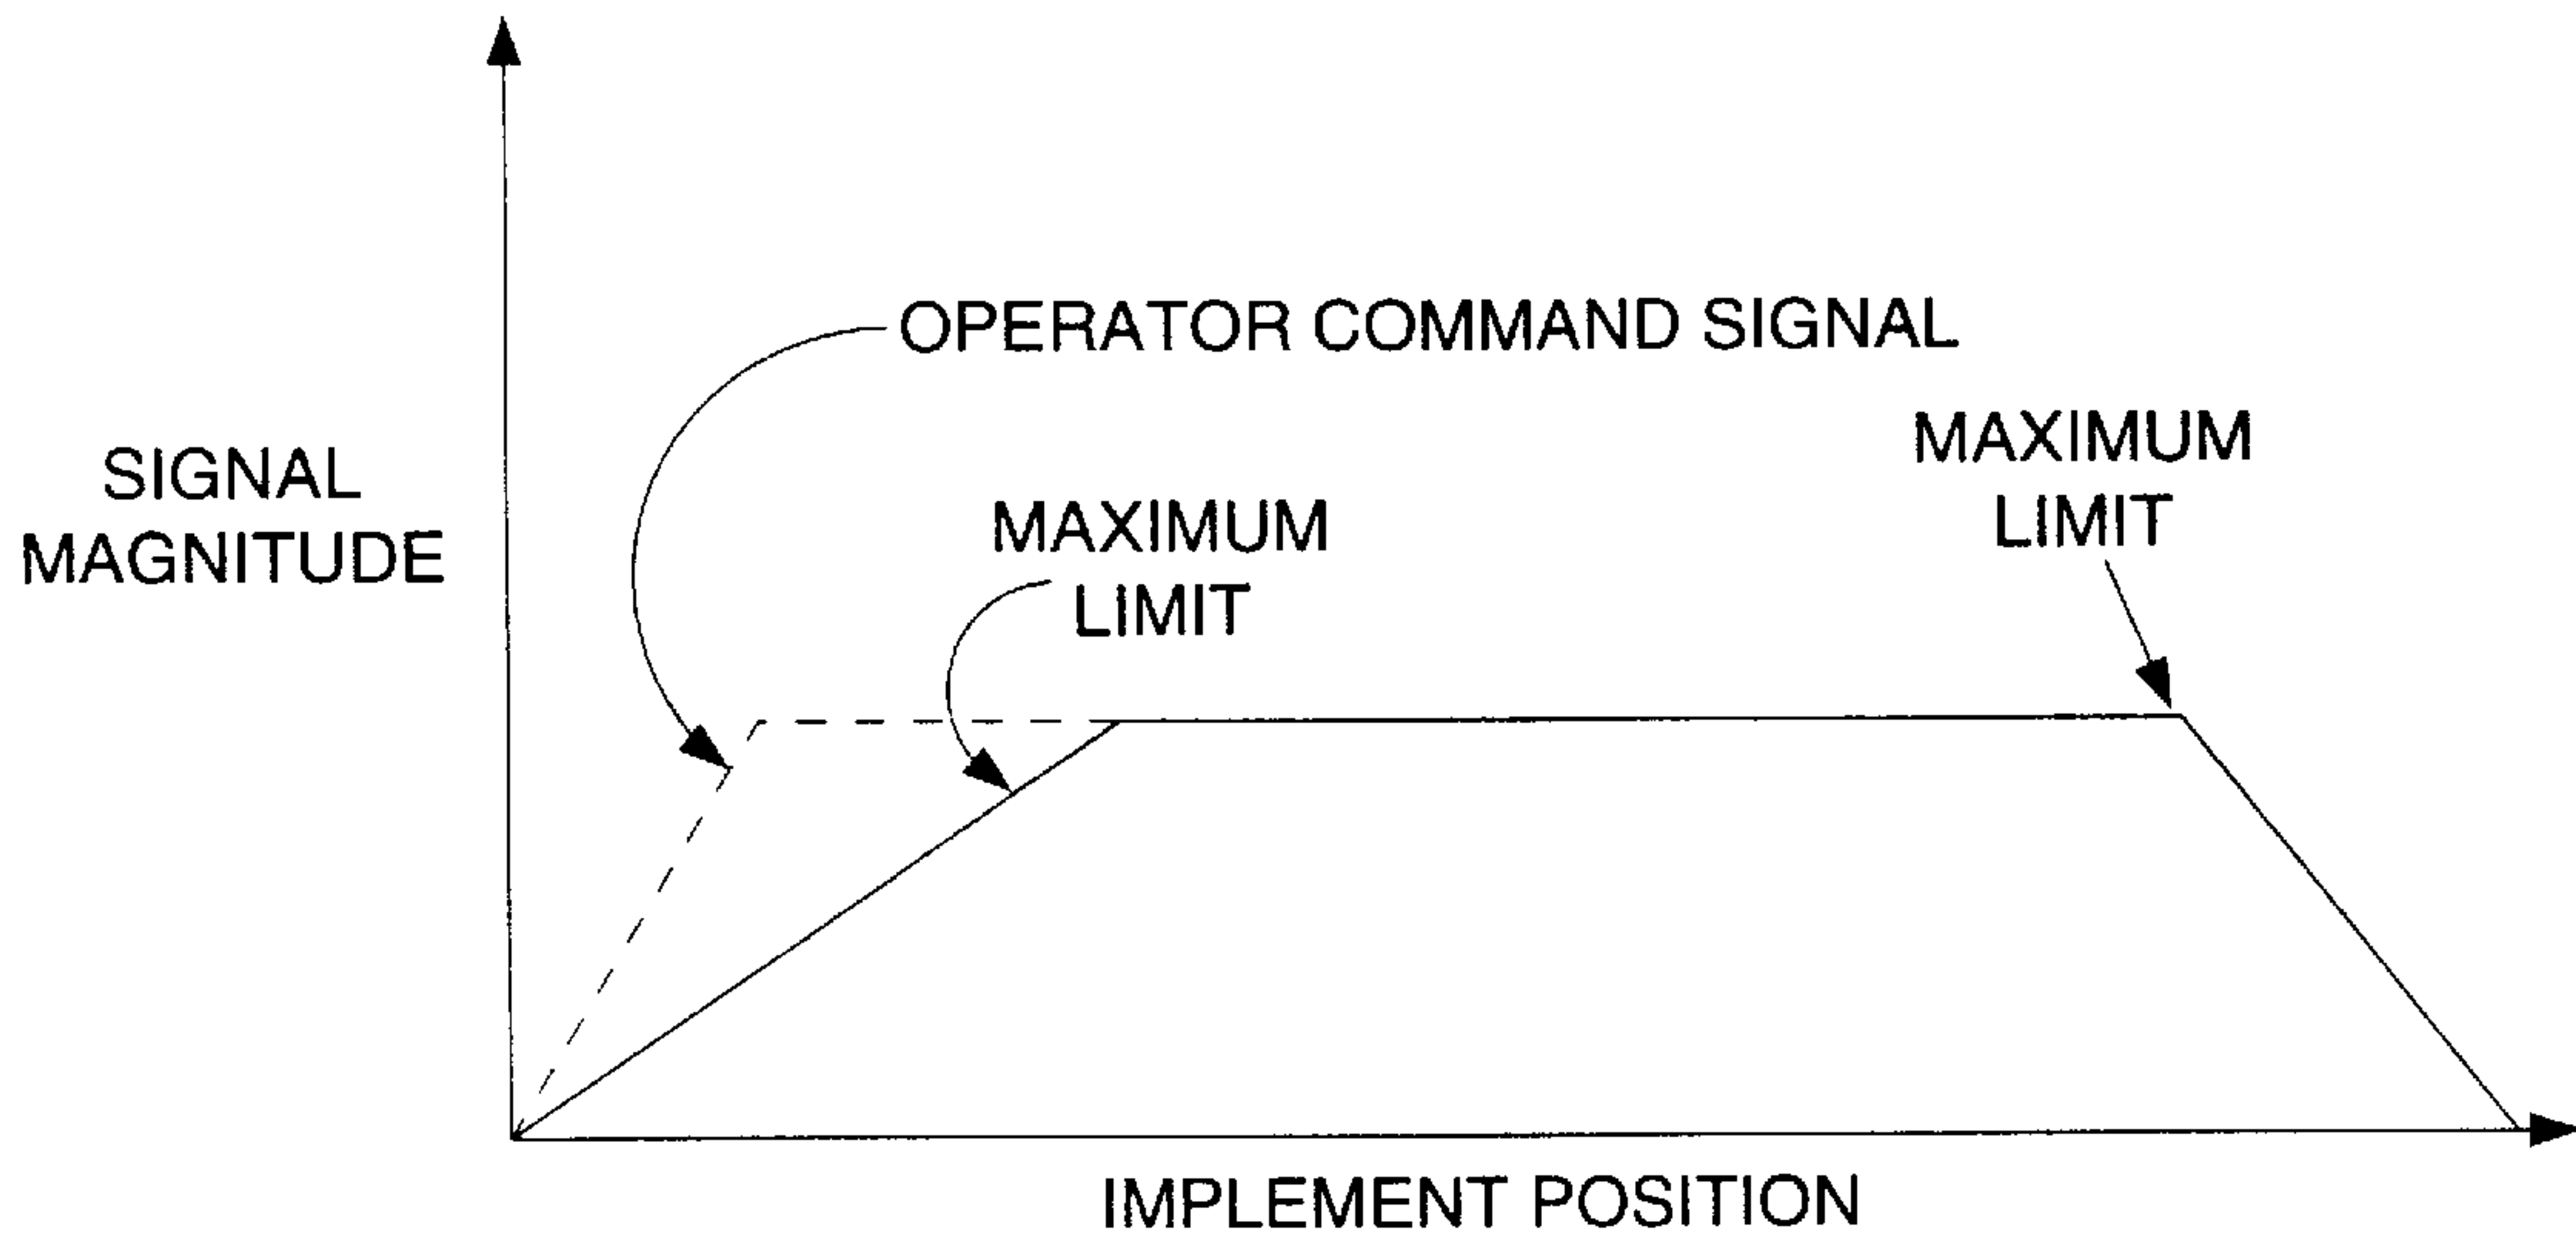 OPERATOR COMMAND SIGNAL
MAXIMUM
LIMIT
SIGNAL
MAGNITUDE
MAXIMUM
LIMIT
IMPLEMENT POSITION